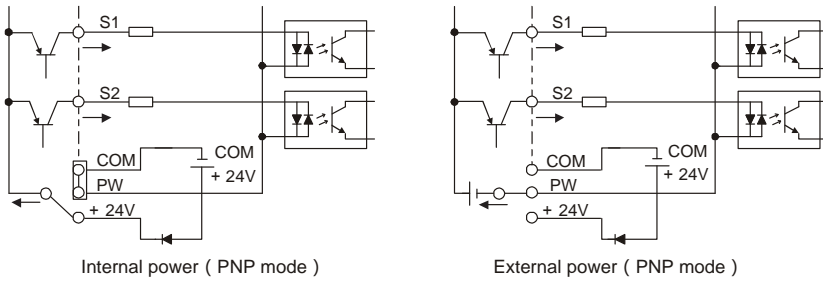 S1
S2
COM
COM
+ 24V
PW
+ 24V
Internal power ( PNP mode )
S1
S2
COM
COM
+ 24V
PW
+ 24V
External power ( PNP mode )